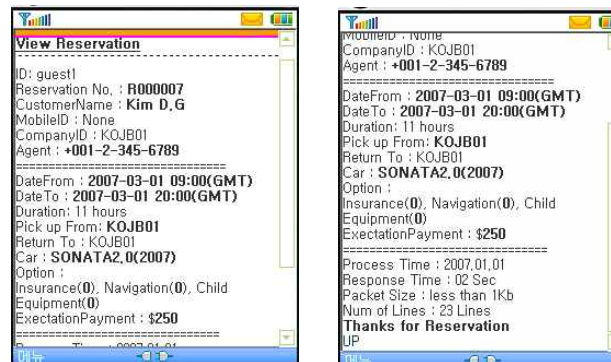 View Reservation
ID: guest1
Reservation No, : R000007
CustomerName : Kim D,G
MobileID : None
CompanyID : KOJB01
Agent : +001-2-345-6789
==============================
DateFrom : 2007-03-01 09:00(GMT)
DateTo : 2007-03-01 20:00(GMT)
Duration: 11 hours
Pick up From: KOJB01
Return To : KOJB01
Car : SONATA2,0(2007)
Option :
Insurance(0), Navigation(0), Child
Equipment(0)
ExectationPayment : $250
==============================
MobileID : None
CompanyID : KOJB01
Agent : +001-2-345-6789
==============================
DateFrom : 2007-03-01 09:00(GMT)
DateTo : 2007-03-01 20:00(GMT)
Duration: 11 hours
Pick up From: KOJB01
Return To : KOJB01
Car : SONATA2,0(2007)
Option :
Insurance(0), Navigation(0), Child
Equipment(0)
ExectationPayment : $250
==============================
Process Time : 2007,01,01
Response Time : 02 Sec
Packet Size : less than 1Kb
Num of Lines : 23 Lines
Thanks for Reservation
UP